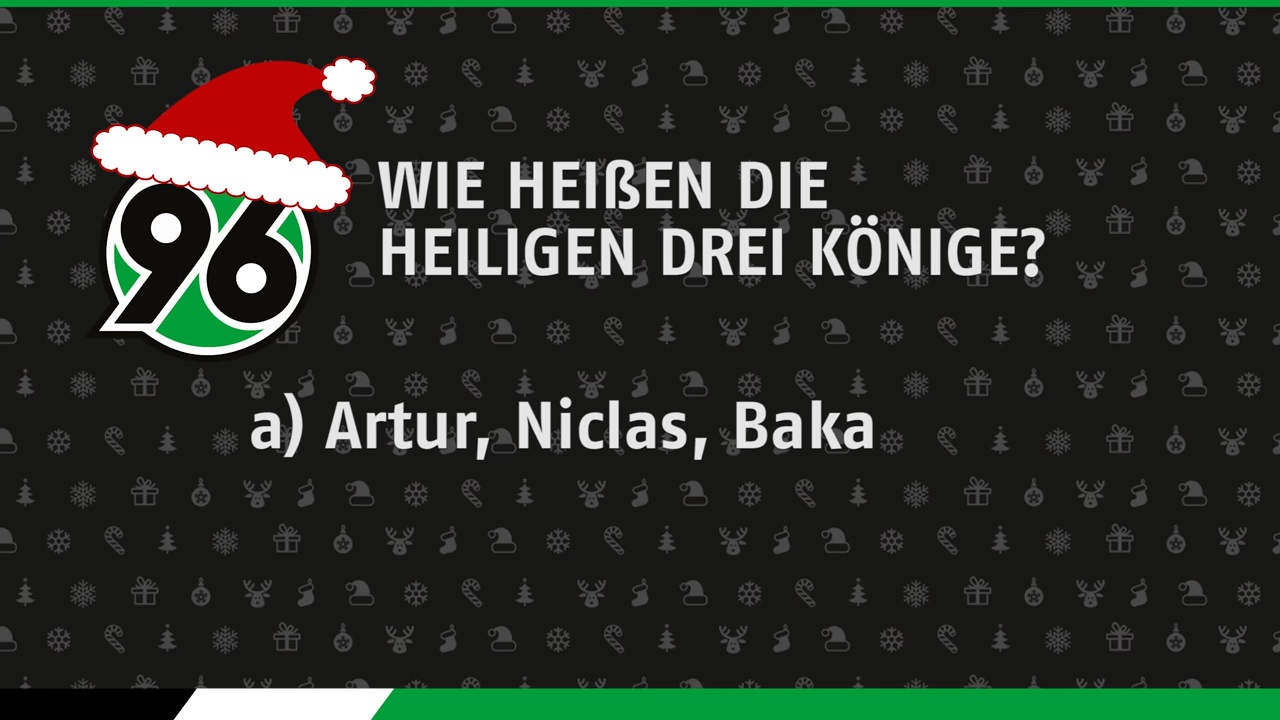 96
WIE HEIßEN DIE
HEILIGEN DREI KÖNIGE?
a) Artur, Niclas, Baka